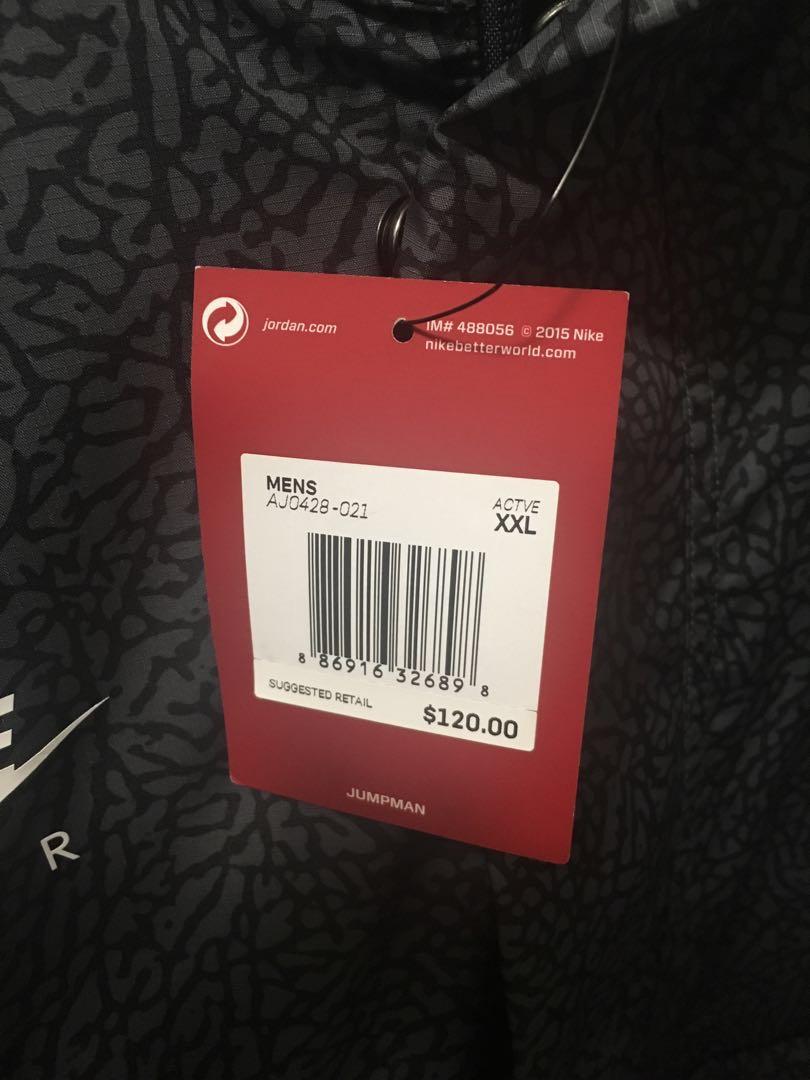 jordan.com
IM# 488056 © 2015 Nike
nikebetterworld.com
MENS
AJ0428-021
ACTVE
XXL
8 86916 32689 8
SUGGESTED RETAIL
$120.00
JUMPMAN
R